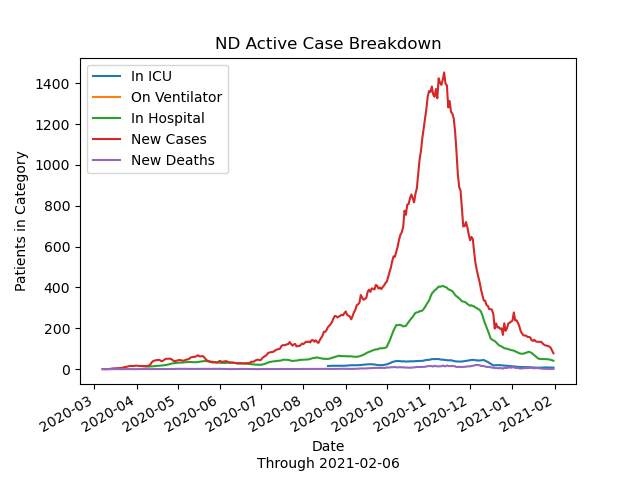 ND Active Case Breakdown
In ICU
On Ventilator
In Hospital
New Cases
New Deaths
Patients in Category
1400
1200
1000
800
600
400
200
0
2020-03
2020-04
2020-05
2020-06
2020-07
2020-08
2020-09
2020-10
2020-11
2020-12
2021-01
2021-02
Date
Through 2021-02-06